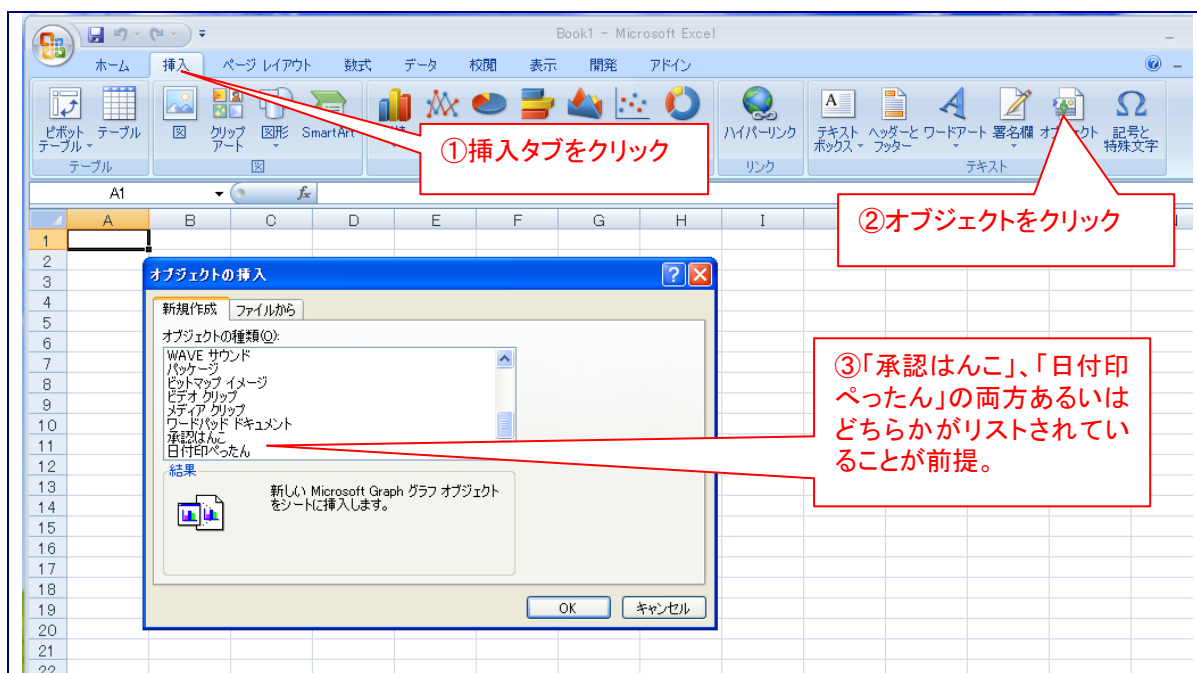 Book1 - Microsoft Excel
ホーム 挿入 ページ レイアウト 数式 データ 校閲 表示 開発 アドイン
ピボットテーブル テーブル 図 クリップアート 図形 SmartArt ハイパーリンク テキストボックス ヘッダーとフッター ワードアート 署名欄 記号と特殊文字
テーブル 図 リンク テキスト
①挿入タブをクリック
②オブジェクトをクリック
A1 fx
A B C D E F G H I
1
2
3
4
5
6
7
8
9
10
11
12
13
14
15
16
17
18
19
20
21
22
オブジェクトの挿入
新規作成 ファイルから
オブジェクトの種類(O):
WAVE サウンド
パッケージ
ビットマップ イメージ
ビデオ クリップ
メディア クリップ
ワードパッド ドキュメント
承認はんこ
日付印ぺったん
結果
新しい Microsoft Graph グラフ オブジェクト
をシートに挿入します。
OK キャンセル
③「承認はんこ」、「日付印
ぺったん」の両方あるいは
どちらかがリストされてい
ることが前提。